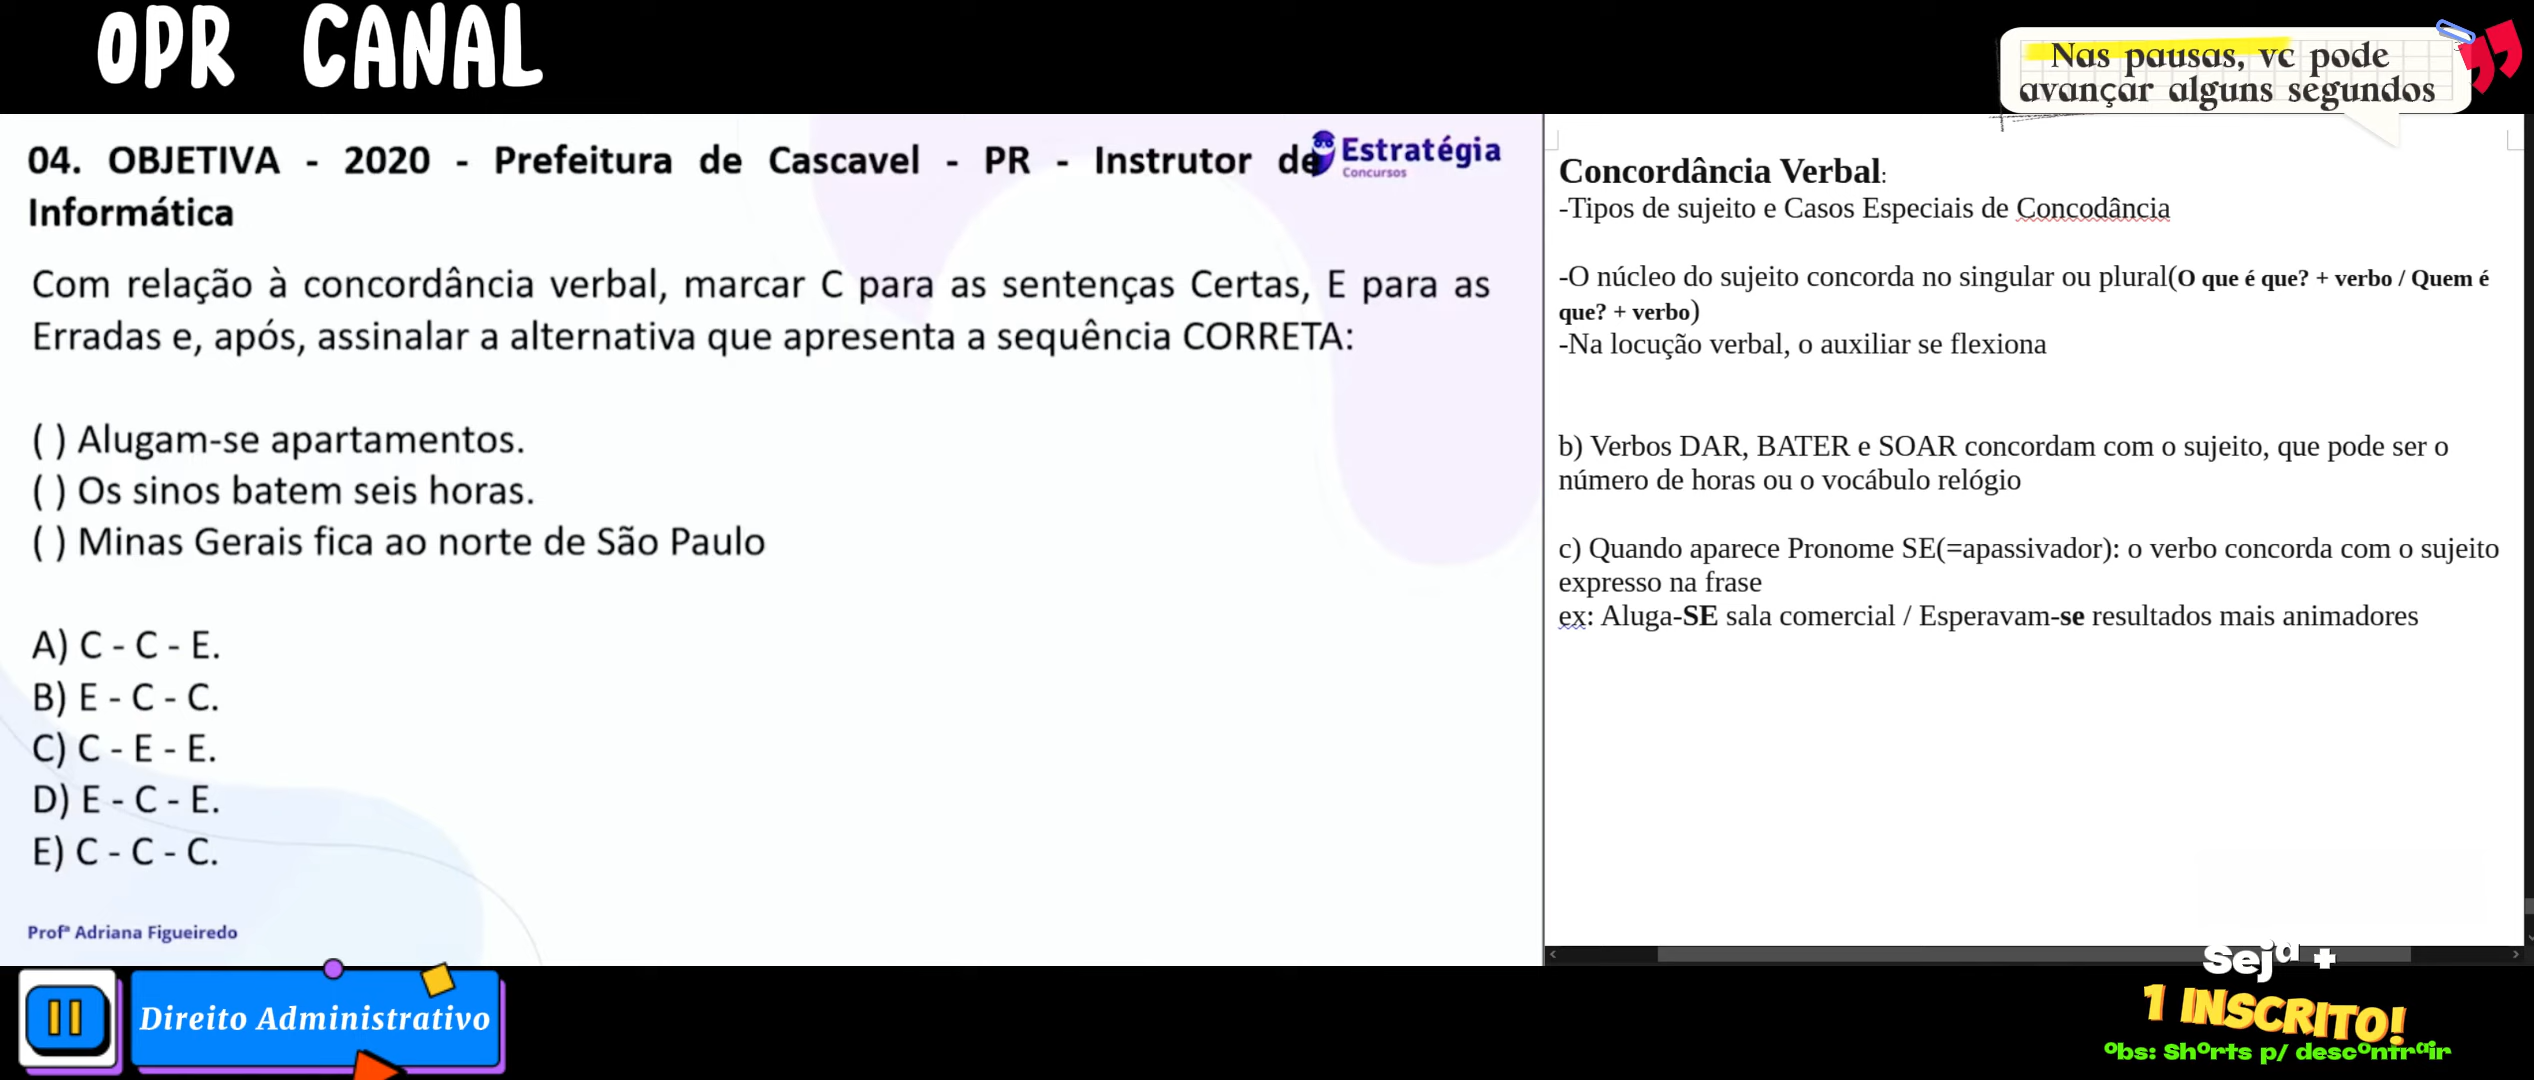 OPR CANAL
Nas pausas, vc pode
avançar alguns segundos
04. OBJETIVA - 2020 - Prefeitura de Cascavel - PR - Instrutor de
Informática
Estratégia
Concursos
Com relação à concordância verbal, marcar C para as sentenças Certas, E para as
Erradas e, após, assinalar a alternativa que apresenta a sequência CORRETA:
( ) Alugam-se apartamentos.
( ) Os sinos batem seis horas.
( ) Minas Gerais fica ao norte de São Paulo
A) C - C - E.
B) E - C - C.
C) C - E - E.
D) E - C - E.
E) C - C - C.
Profª Adriana Figueiredo
Concordância Verbal:
-Tipos de sujeito e Casos Especiais de Concodância
-O núcleo do sujeito concorda no singular ou plural(O que é que? + verbo / Quem é
que? + verbo)
-Na locução verbal, o auxiliar se flexiona
b) Verbos DAR, BATER e SOAR concordam com o sujeito, que pode ser o
número de horas ou o vocábulo relógio
c) Quando aparece Pronome SE(=apassivador): o verbo concorda com o sujeito
expresso na frase
ex: Aluga-SE sala comercial / Esperavam-se resultados mais animadores
Direito Administrativo
Seja +
1 INSCRITO!
obs: Shorts p/ descontrair